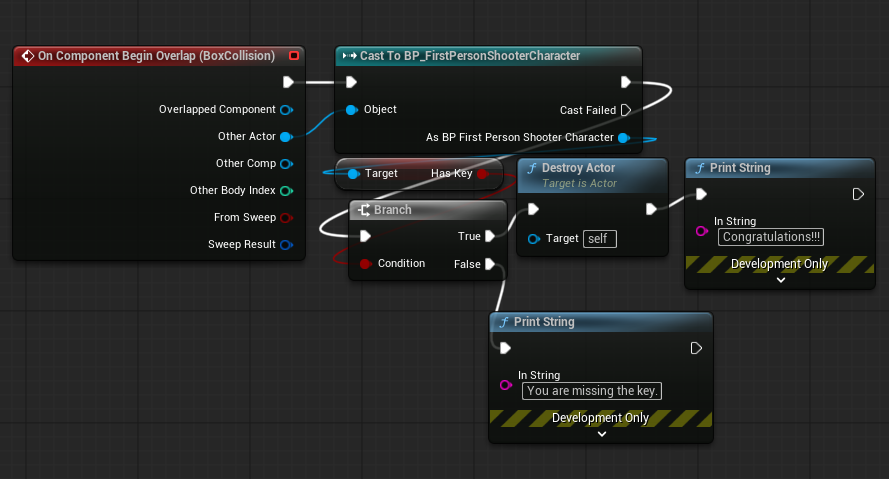 On Component Begin Overlap (BoxCollision)
Overlapped Component
Other Actor
Other Comp
Other Body Index
From Sweep
Sweep Result
Cast To BP_FirstPersonShooterCharacter
Object
Cast Failed
As BP First Person Shooter Character
Target
Has Key
Branch
True
Condition
False
f Destroy Actor
Target is Actor
Target self
f Print String
In String
Congratulations!!!
Development Only
f Print String
In String
You are missing the key.
Development Only